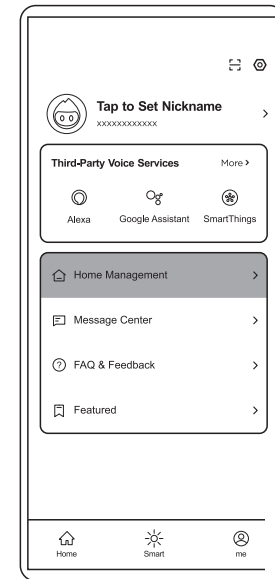 Tap to Set Nickname
xxxxxxxxxxxx
Third-Party Voice Services More
Alexa Google Assistant SmartThings
Home Management
Message Center
FAQ & Feedback
Featured
Home Smart me